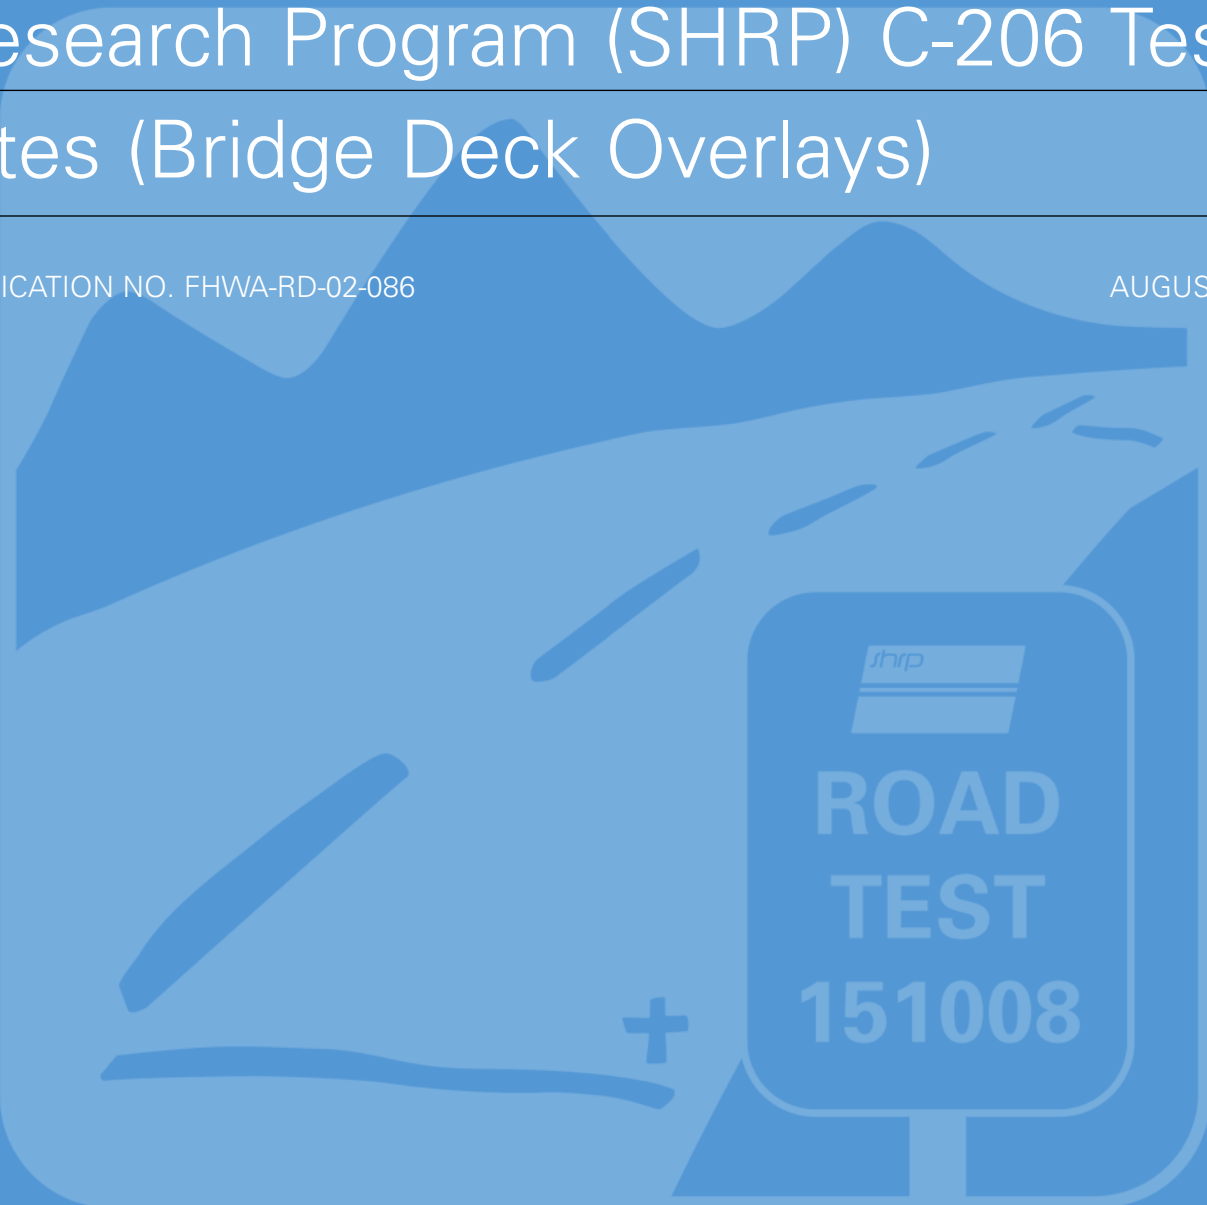 esearch Program (SHRP) C-206 Tes
tes (Bridge Deck Overlays)
ICATION NO. FHWA-RD-02-086 AUGUS
shrp
ROAD
TEST
151008